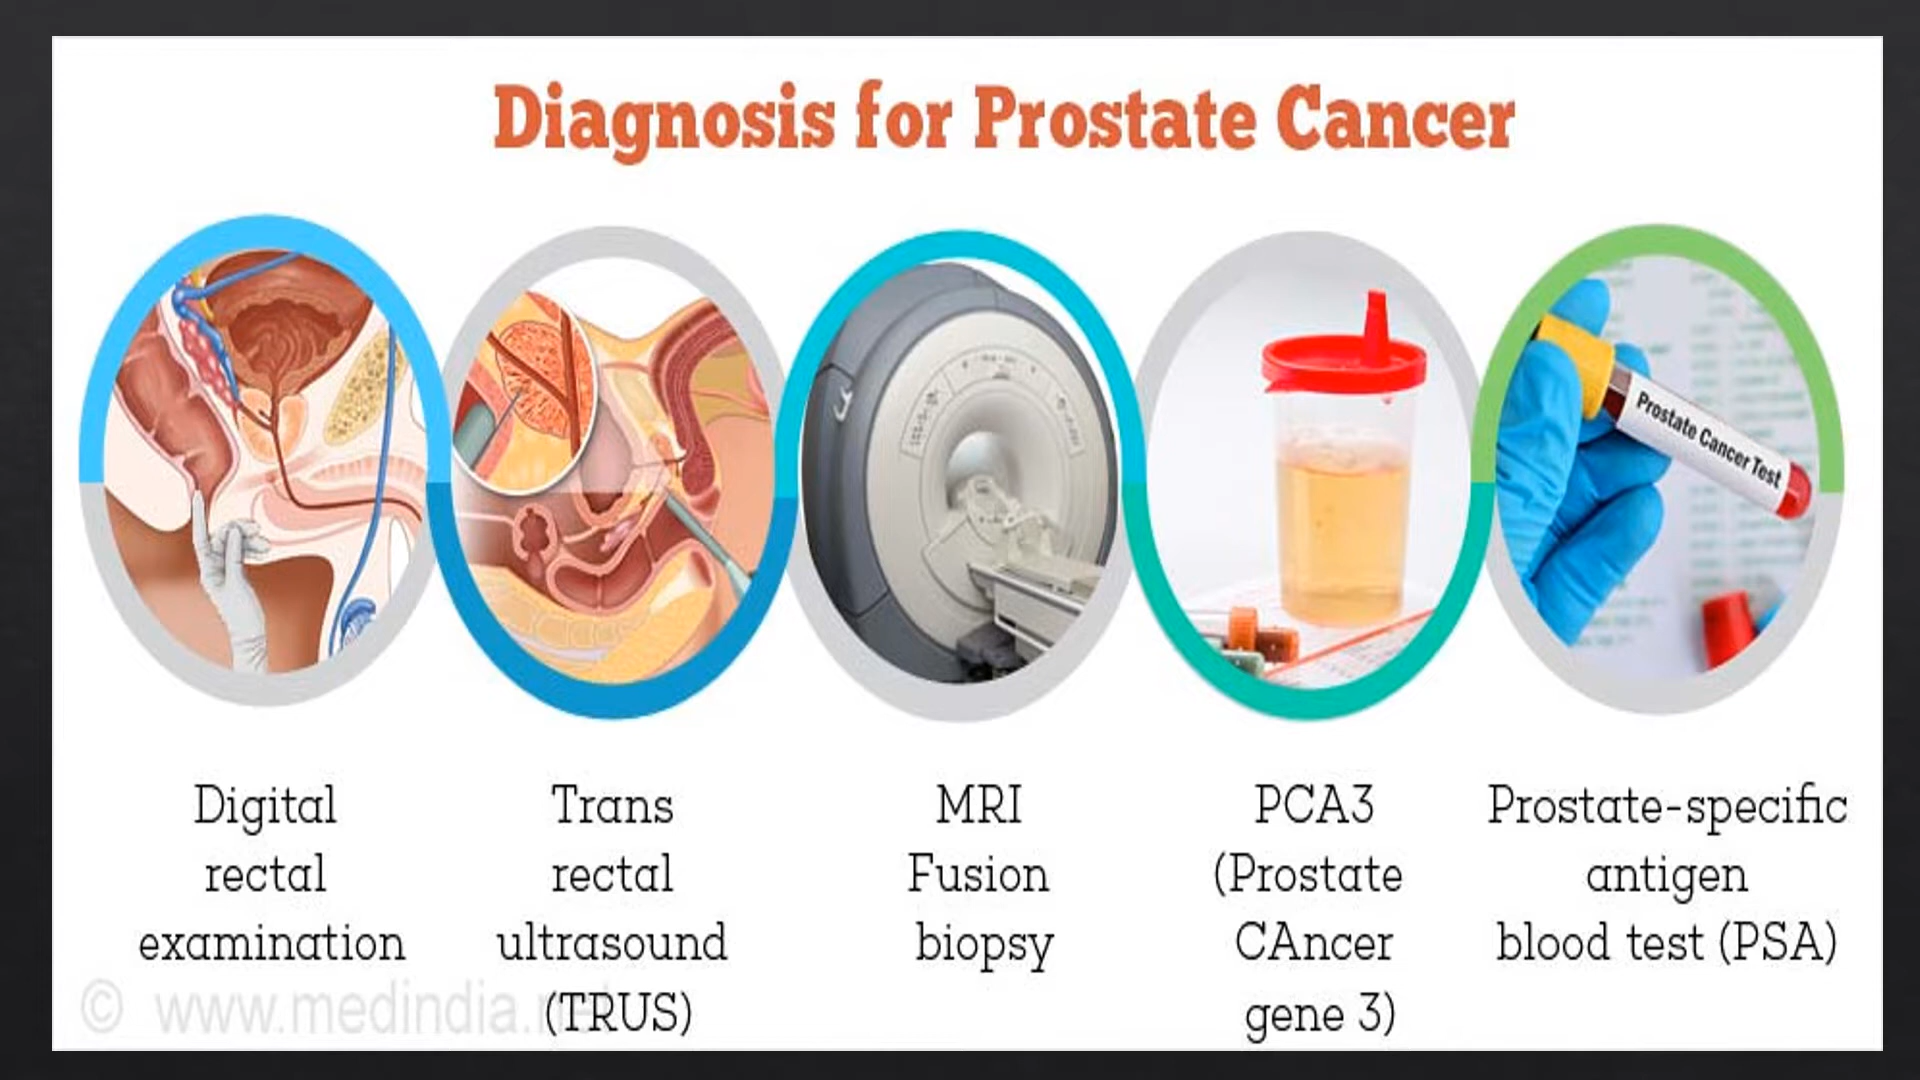 Diagnosis for Prostate Cancer
Prostate Cancer Test
Digital
rectal
examination
Trans
rectal
ultrasound
(TRUS)
MRI
Fusion
biopsy
PCA3
(Prostate
CAncer
gene 3)
Prostate-specific
antigen
blood test (PSA)
© www.medindia.net